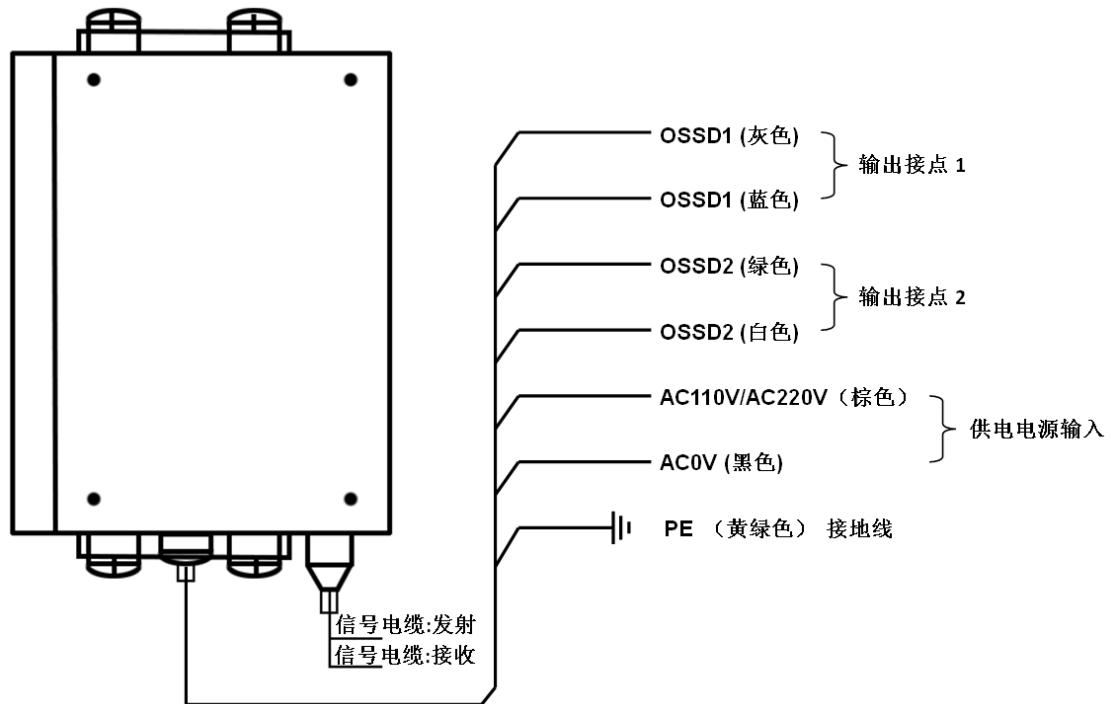 OSSD1 (灰色)
输出接点 1
OSSD1 (蓝色)
OSSD2 (绿色)
输出接点 2
OSSD2 (白色)
AC110V/AC220V（棕色）
供电电源输入
AC0V (黑色)
PE （黄绿色） 接地线
信号电缆:发射
信号电缆:接收